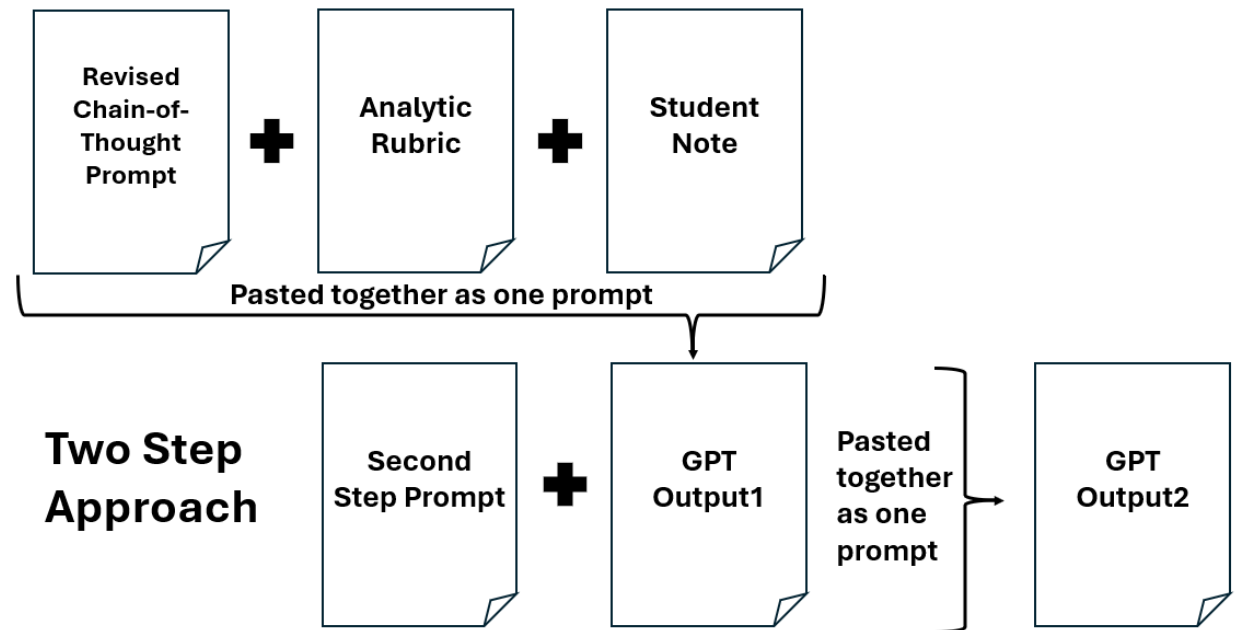 Revised
Chain-of-
Thought
Prompt
Analytic
Rubric
Student
Note
Pasted together as one prompt
Two Step
Approach
Second
Step Prompt
GPT
Output1
Pasted
together
as one
prompt
GPT
Output2